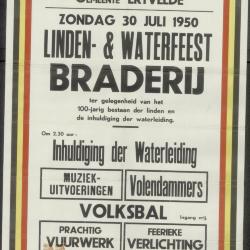 GEMEENTE ERTVELDE
ZONDAG 30 JULI 1950
LINDEN- & WATERFEEST
BRADERIJ
ter gelegenheid van het
100-jarig bestaan der linden en
de inhuldiging der waterleiding.
Om 2.30 uur:
Inhuldiging der Waterleiding
MUZIEK- Volendammers
UITVOERINGEN
VOLKSBAL Ingang vrij.
PRACHTIG FEERIEKE
VUURWERK VERLICHTING